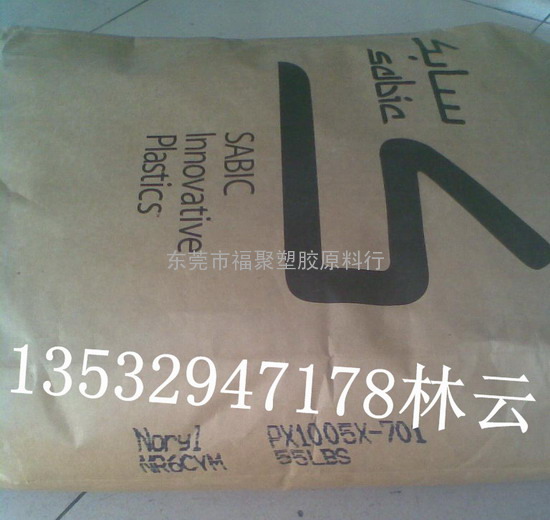 سابك
sabic
SABIC
Innovative
Plastics
东莞市福聚塑胶原料行
13532947178林云
Noryl PX1005X-701
NR6CVM 55LBS